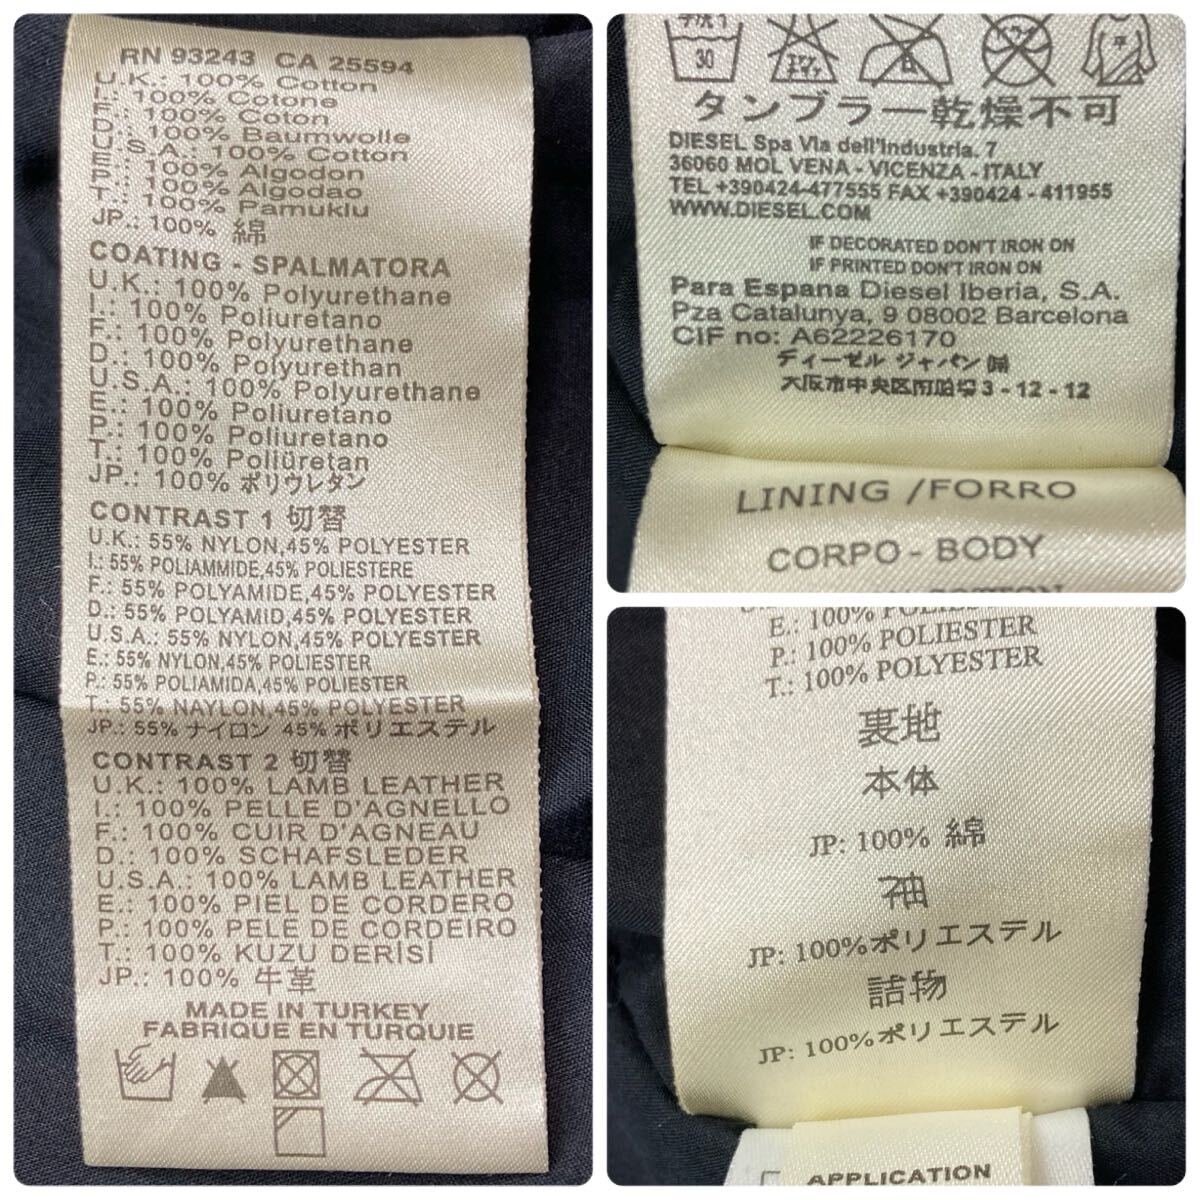 RN 93243 CA 25594
U.K.: 100% Cotton
I.: 100% Cotone
F.: 100% Coton
D.: 100% Baumwolle
U.S.A.: 100% Cotton
E.: 100% Algodon
P.: 100% Algodao
T.: 100% Pamuklu
JP.: 100% 綿
COATING - SPALMATORA
U.K.: 100% Polyurethane
I.: 100% Poliuretano
F.: 100% Polyurethane
D.: 100% Polyurethan
U.S.A.: 100% Polyurethane
E.: 100% Poliuretano
P.: 100% Poliuretano
T.: 100% Poliüretan
JP.: 100% ポリウレタン
CONTRAST 1 切替
U.K.: 55% NYLON,45% POLYESTER
I.: 55% POLIAMMIDE,45% POLIESTERE
F.: 55% POLYAMIDE,45% POLYESTER
D.: 55% POLYAMID,45% POLYESTER
U.S.A.: 55% NYLON,45% POLYESTER
E.: 55% NYLON,45% POLIESTER
P.: 55% POLIAMIDA,45% POLIESTER
T.: 55% NAYLON,45% POLYESTER
JP.: 55% ナイロン 45% ポリエステル
CONTRAST 2 切替
U.K.: 100% LAMB LEATHER
I.: 100% PELLE D'AGNELLO
F.: 100% CUIR D'AGNEAU
D.: 100% SCHAFSLEDER
U.S.A.: 100% LAMB LEATHER
E.: 100% PIEL DE CORDERO
P.: 100% PELE DE CORDEIRO
T.: 100% KUZU DERİSİ
JP.: 100% 牛革
MADE IN TURKEY
FABRIQUE EN TURQUIE
30
タンブラー乾燥不可
DIESEL Spa Via dell'Industria. 7
36060 MOL VENA - VICENZA - ITALY
TEL +390424-477555 FAX +390424 - 411955
WWW.DIESEL.COM
IF DECORATED DON'T IRON ON
IF PRINTED DON'T IRON ON
Para Espana Diesel Iberia, S.A.
Pza Catalunya, 9 08002 Barcelona
CIF no: A62226170
ディーゼル ジャパン ㈱
大阪市中央区南船場3 - 12 - 12
LINING /FORRO
CORPO - BODY
E.: 100% POLIESTER
P.: 100% POLIESTER
T.: 100% POLYESTER
裏地
本体
JP: 100% 綿
袖
JP: 100%ポリエステル
詰物
JP: 100%ポリエステル
APPLICATION